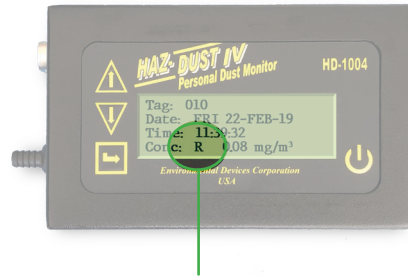 HAZ-DUST IV
Personal Dust Monitor
HD-1004
Tag: 010
Date: FRI 22-FEB-19
Time: 11:39:32
Conc: R 0.08 mg/m³
Environmental Devices Corporation
USA